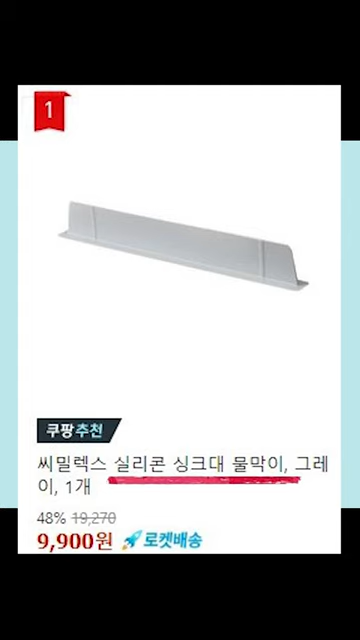 1
쿠팡추천
씨밀렉스 실리콘 싱크대 물막이, 그레
이, 1개
48% 19,270
9,900원 로켓배송